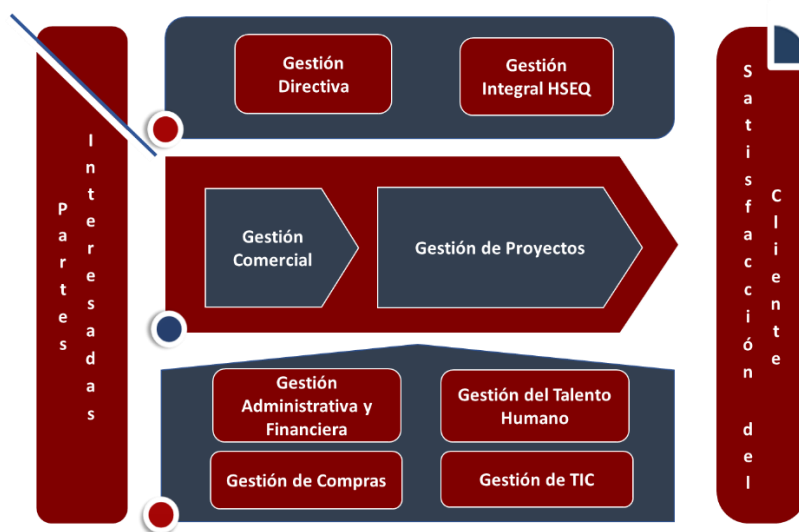 Partes
Interesadas
Gestión
Directiva
Gestión
Integral HSEQ
Gestión
Comercial
Gestión de Proyectos
Gestión
Administrativa y
Financiera
Gestión del Talento
Humano
Gestión de Compras
Gestión de TIC
Satisfacción del
Cliente